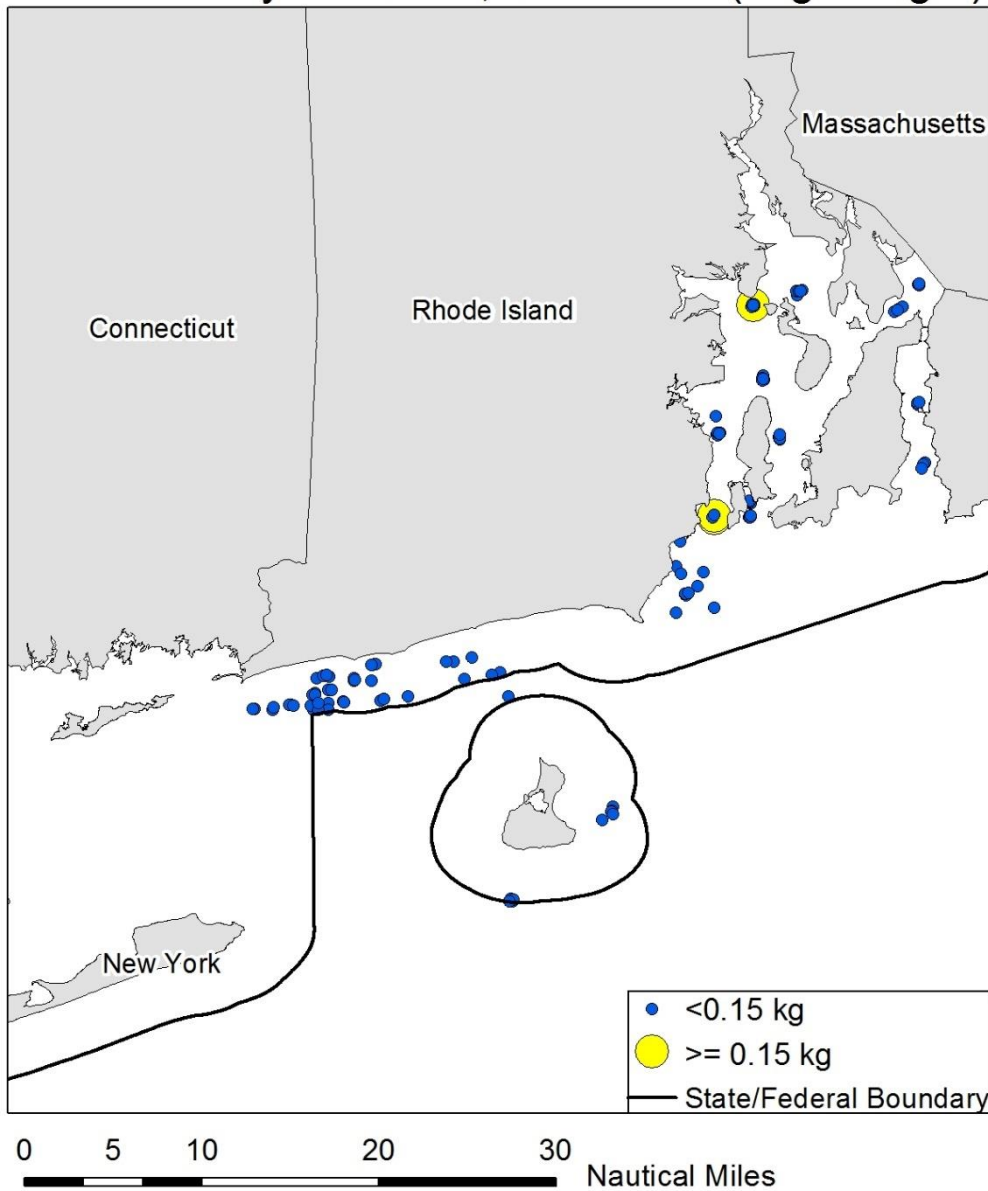 Massachusetts
Rhode Island
Connecticut
New York
<0.15 kg
>= 0.15 kg
State/Federal Boundary
0 5 10 20 30
Nautical Miles